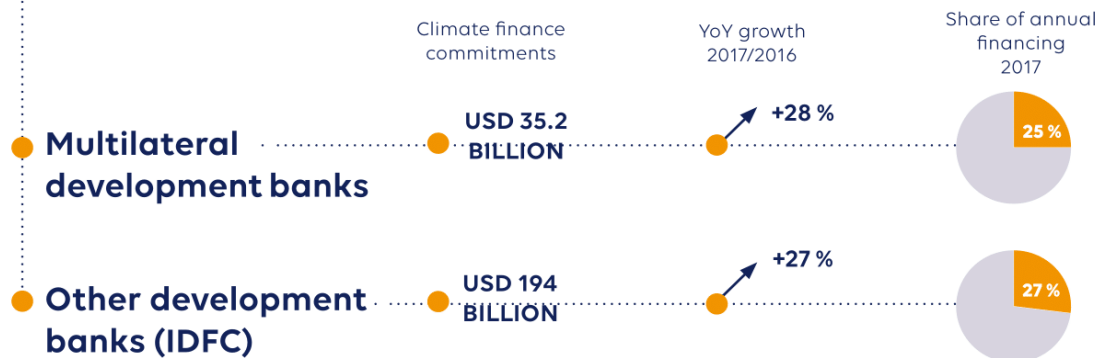 Climate finance
commitments
YoY growth
2017/2016
Share of annual
financing
2017
Multilateral
development banks
USD 35.2
BILLION
+28 %
25 %
Other development
banks (IDFC)
USD 194
BILLION
+27 %
27 %